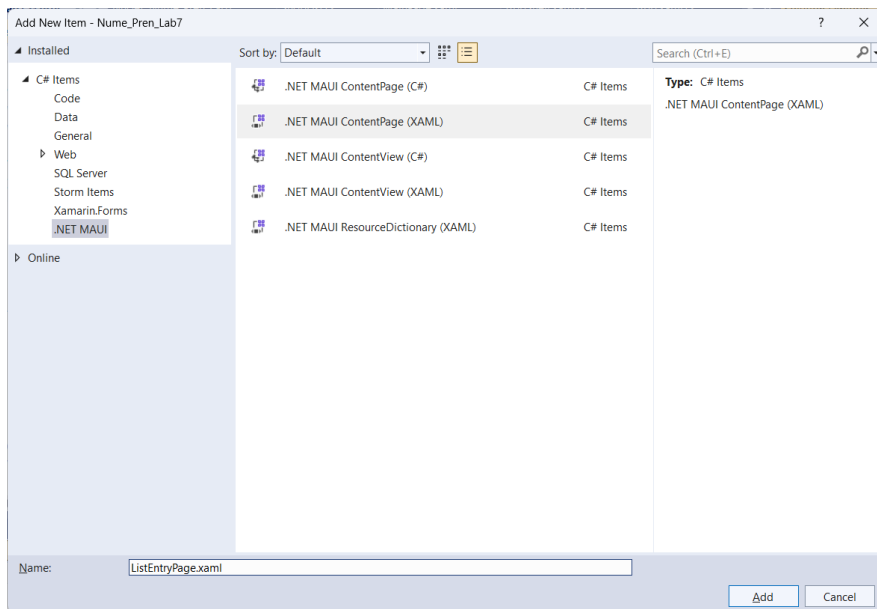 Add New Item - Nume_Pren_Lab7 ?
Installed
Sort by: Default
Search (Ctrl+E)
C# Items
Code
Data
General
Web
SQL Server
Storm Items
Xamarin.Forms
.NET MAUI
Online
.NET MAUI ContentPage (C#) C# Items
.NET MAUI ContentPage (XAML) C# Items
.NET MAUI ContentView (C#) C# Items
.NET MAUI ContentView (XAML) C# Items
.NET MAUI ResourceDictionary (XAML) C# Items
Type: C# Items
.NET MAUI ContentPage (XAML)
Name: ListEntryPage.xaml
Add Cancel